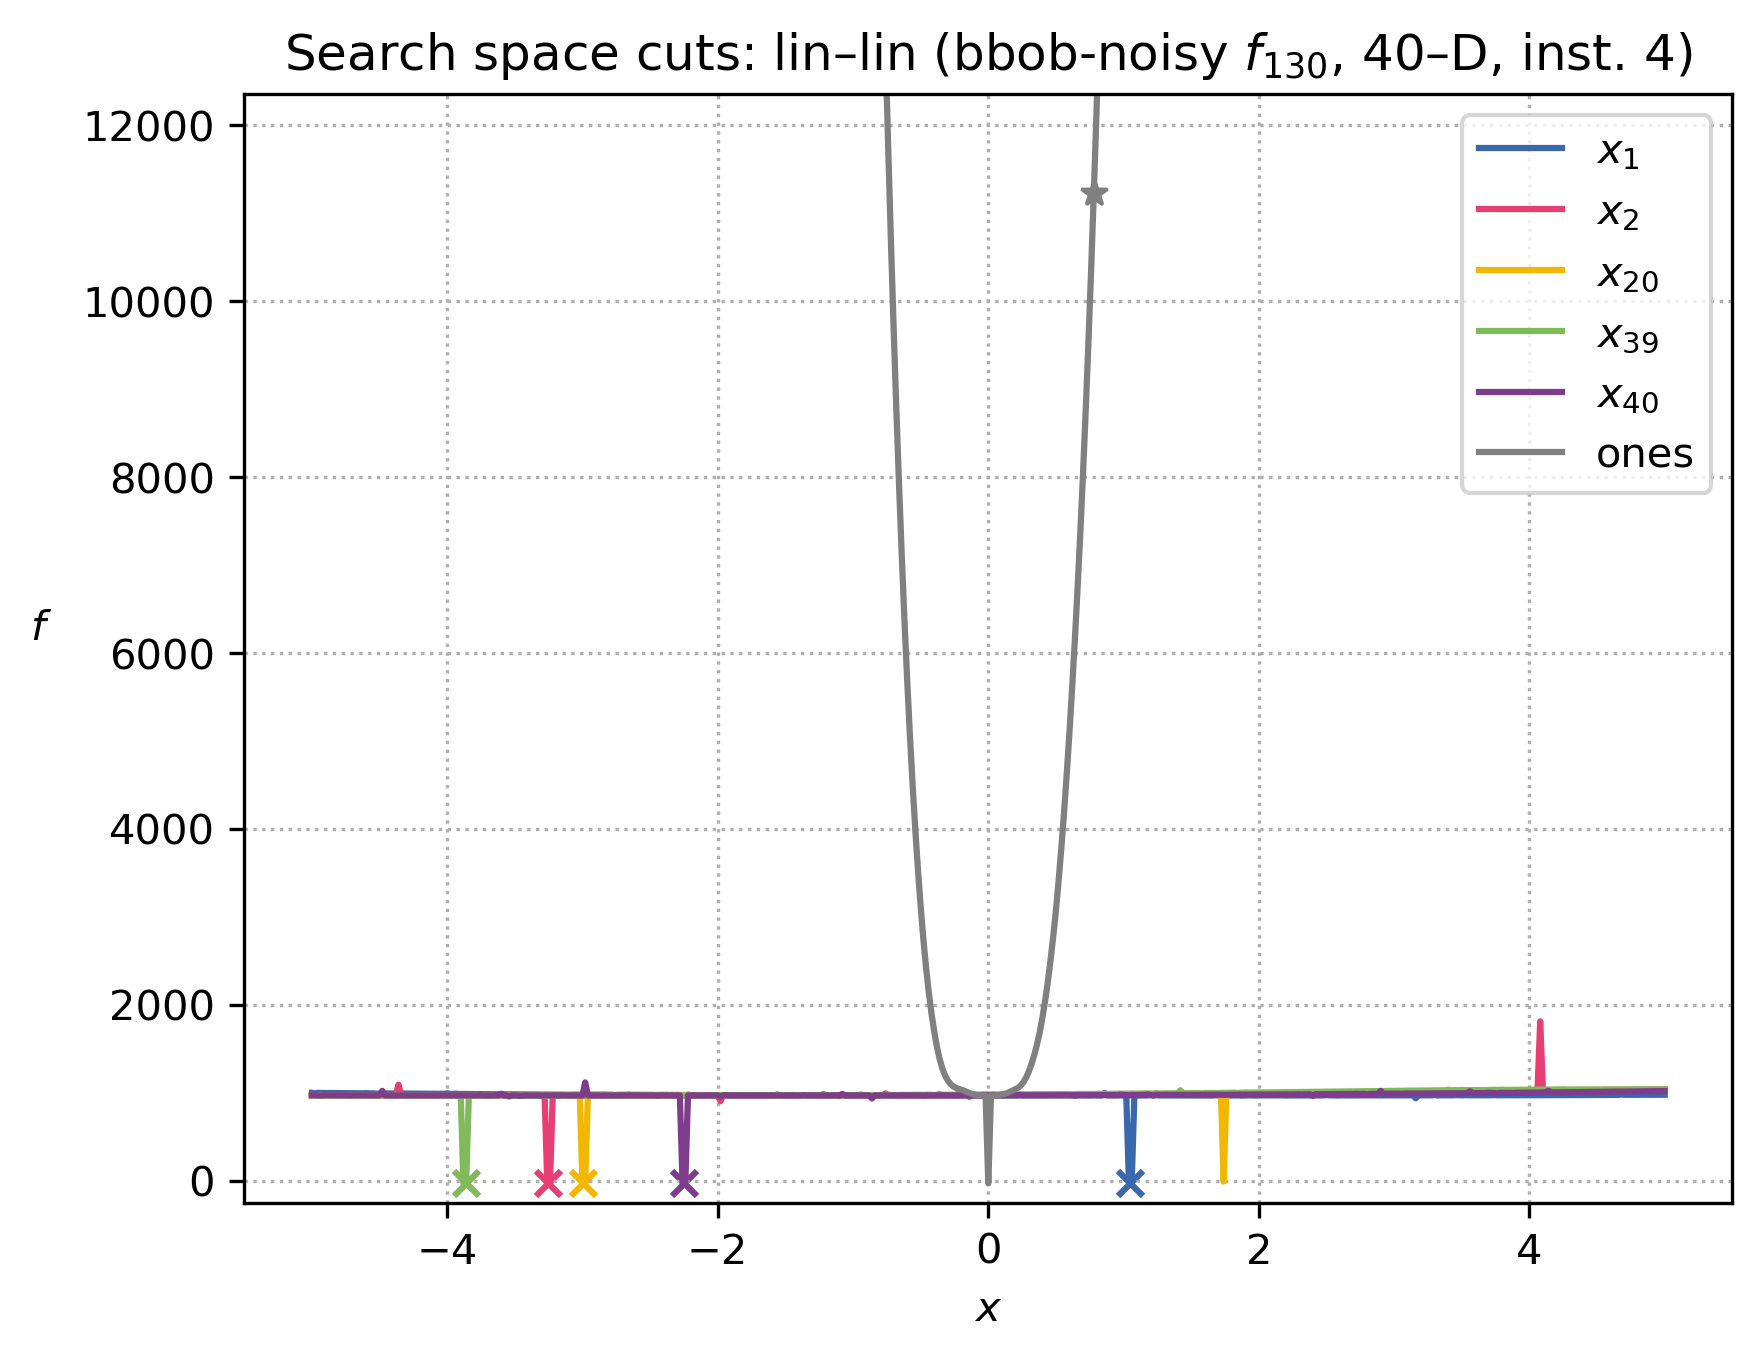 Search space cuts: lin–lin (bbob-noisy f₁₃₀, 40–D, inst. 4)
12000
10000
8000
6000
4000
2000
0
f
x₁
x₂
x₂₀
x₃₉
x₄₀
ones
−4 −2 0 2 4
x